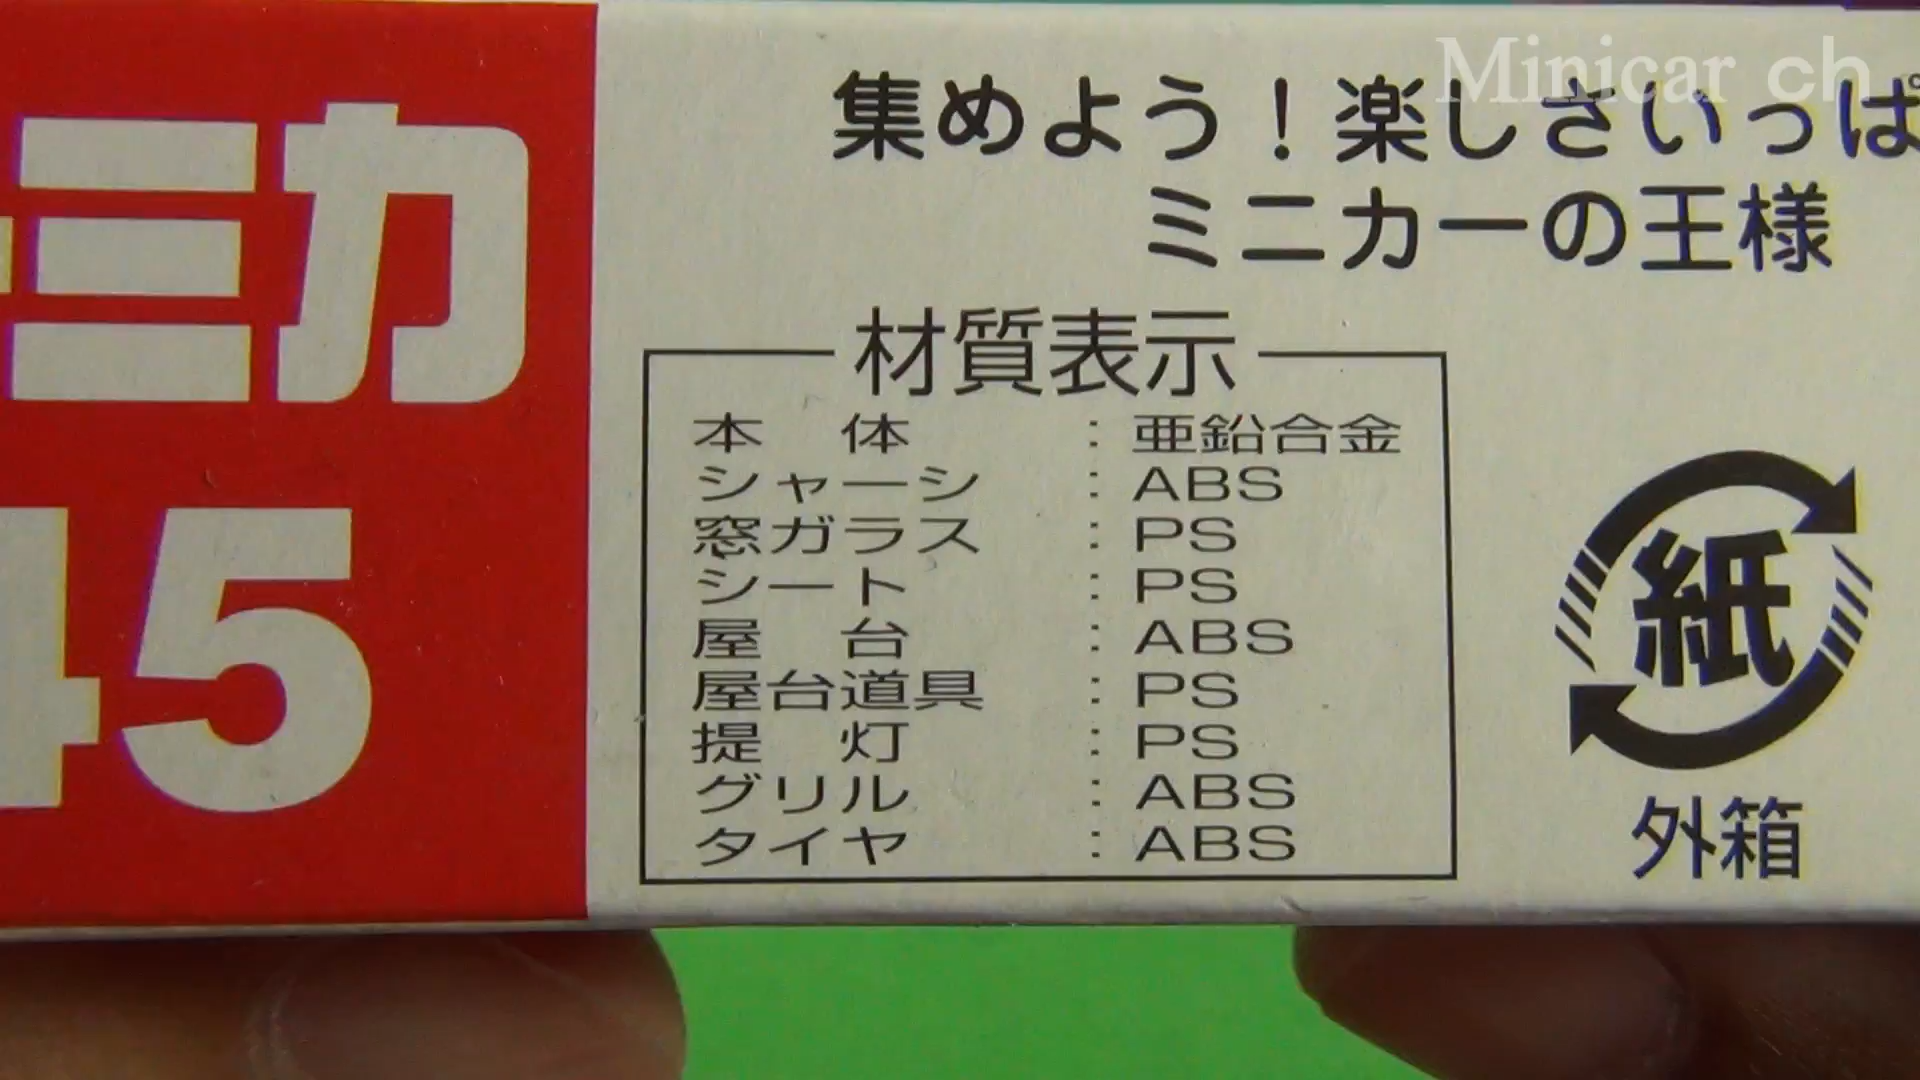 Minicar ch
ミカ
45
集めよう！楽しさいっぱ
ミニカーの王様
材質表示
本 体 : 亜鉛合金
シャーシ : ABS
窓ガラス : PS
シート : PS
屋 台 : ABS
屋台道具 : PS
提 灯 : PS
グリル : ABS
タイヤ : ABS
紙
外箱